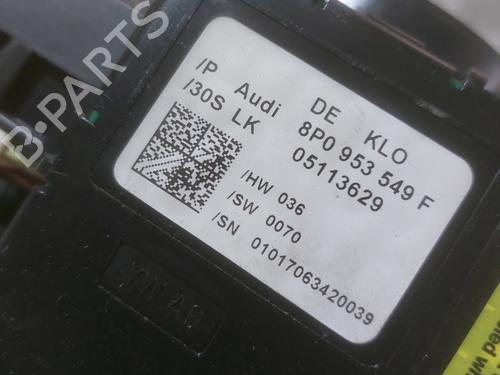 /P Audi DE KLO
/30S LK 8P0 953 549 F
05113629
/HW 036
/SW 0070
/SN 01017063420039
B-PARTS